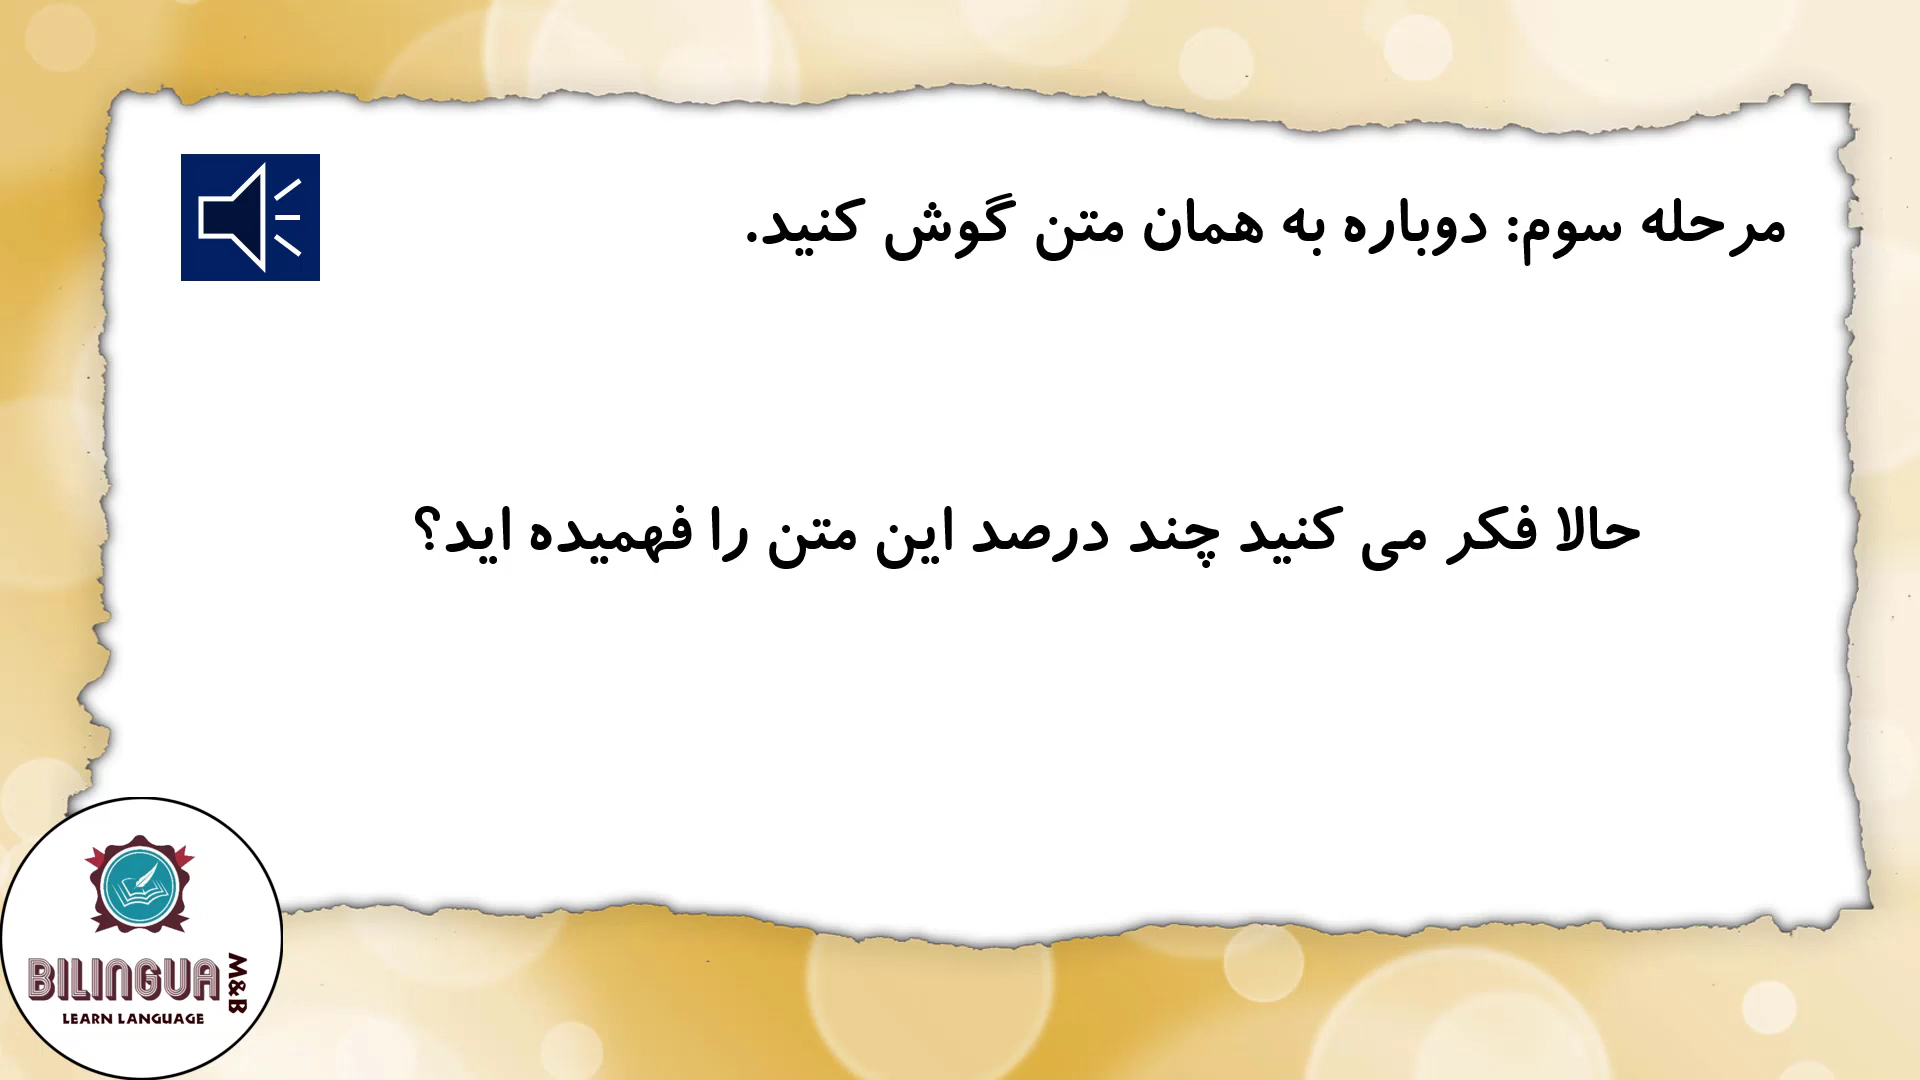 مرحله سوم: دوباره به همان متن گوش کنید.
حالا فکر می کنید چند درصد این متن را فهمیده اید؟
BILINGUA
M&B
LEARN LANGUAGE